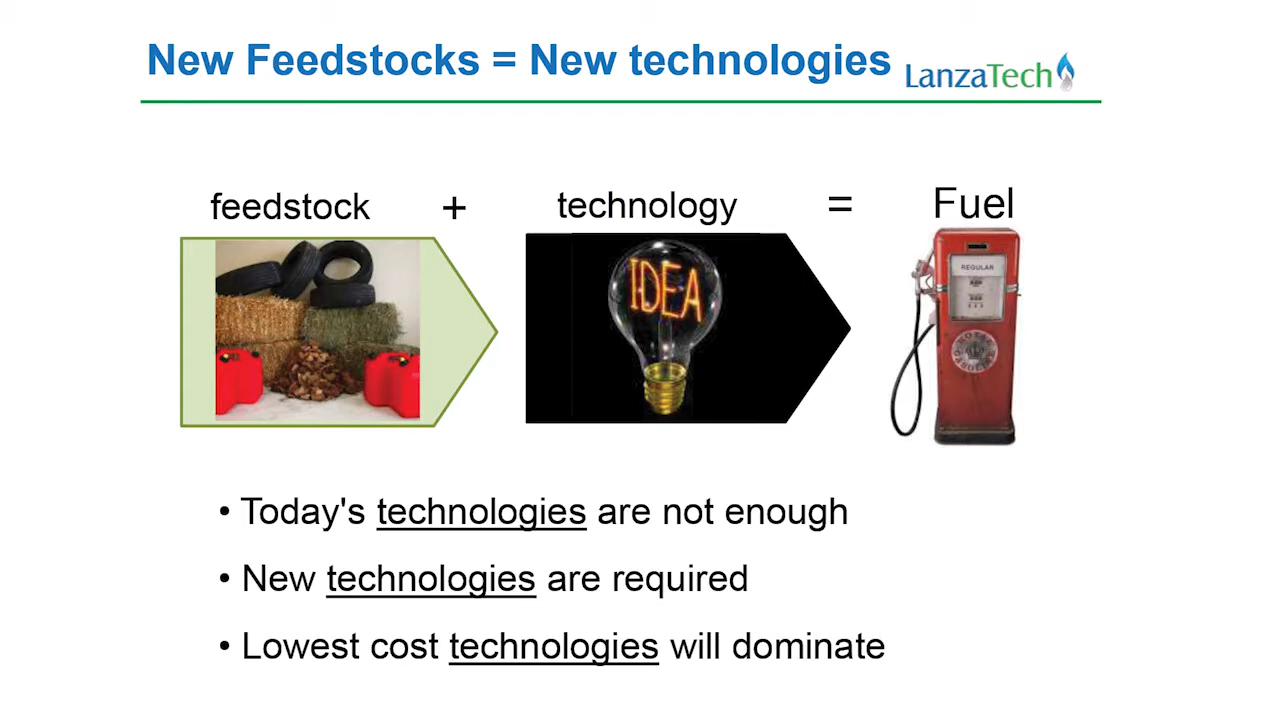 New Feedstocks = New technologies
LanzaTech
feedstock + technology = Fuel
IDEA
REGULAR
• Today's technologies are not enough
• New technologies are required
• Lowest cost technologies will dominate